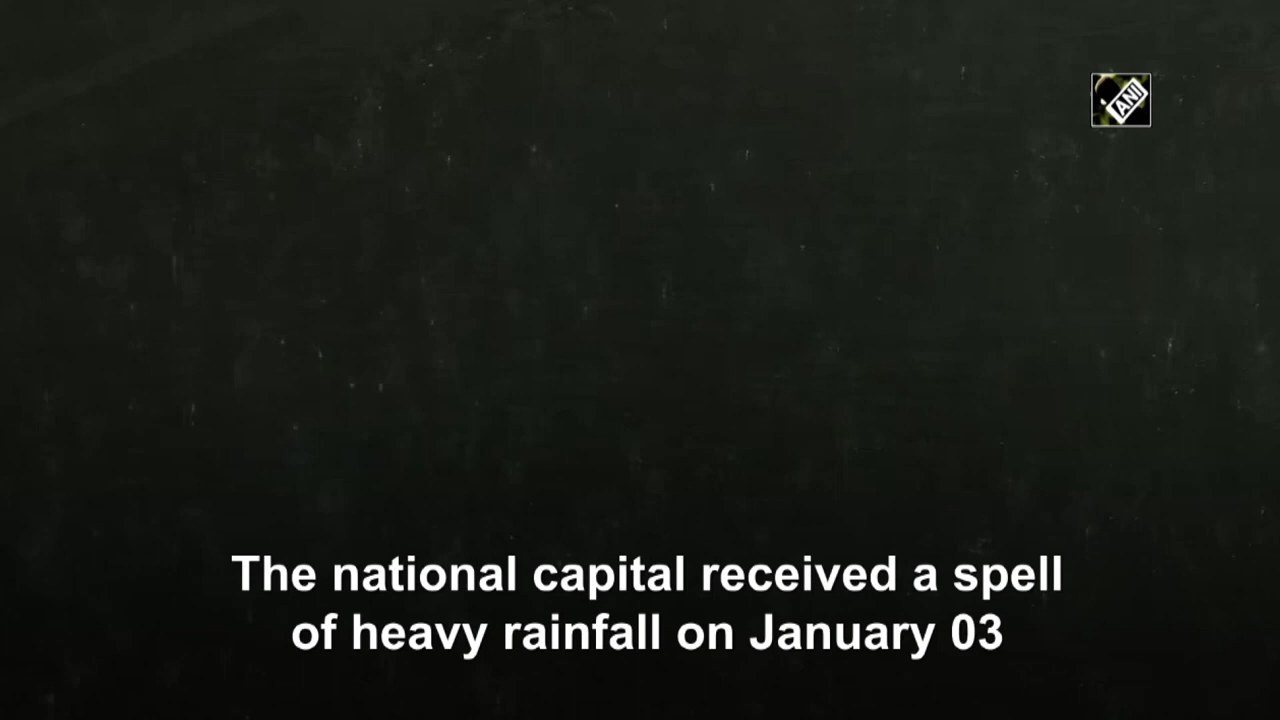 ANI
The national capital received a spell
of heavy rainfall on January 03